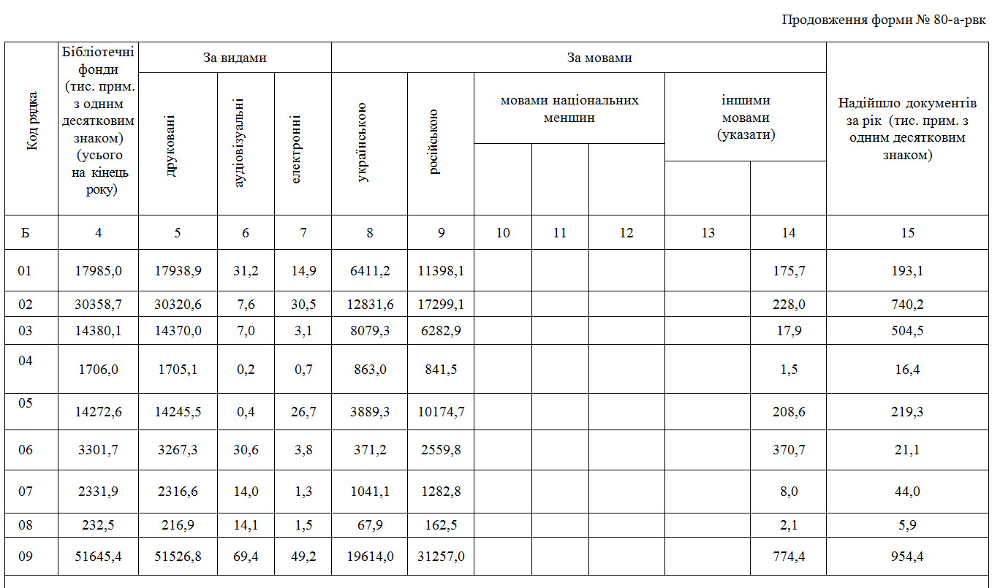 Продовження форми № 80-а-рвк
Код рядка
Бібліотечні
фонди
(тис. прим.
з одним
десятковим
знаком)
(усього
на кінець
року)
За видами
За мовами
Надійшло документів
за рік (тис. прим. з
одним десятковим
знаком)
друковані
аудіовізуальні
електронні
українською
російською
мовами національних
меншин
іншими
мовами
(указати)
Б 4 5 6 7 8 9 10 11 12 13 14 15
01 17985,0 17938,9 31,2 14,9 6411,2 11398,1 175,7 193,1
02 30358,7 30320,6 7,6 30,5 12831,6 17299,1 228,0 740,2
03 14380,1 14370,0 7,0 3,1 8079,3 6282,9 17,9 504,5
04 1706,0 1705,1 0,2 0,7 863,0 841,5 1,5 16,4
05 14272,6 14245,5 0,4 26,7 3889,3 10174,7 208,6 219,3
06 3301,7 3267,3 30,6 3,8 371,2 2559,8 370,7 21,1
07 2331,9 2316,6 14,0 1,3 1041,1 1282,8 8,0 44,0
08 232,5 216,9 14,1 1,5 67,9 162,5 2,1 5,9
09 51645,4 51526,8 69,4 49,2 19614,0 31257,0 774,4 954,4